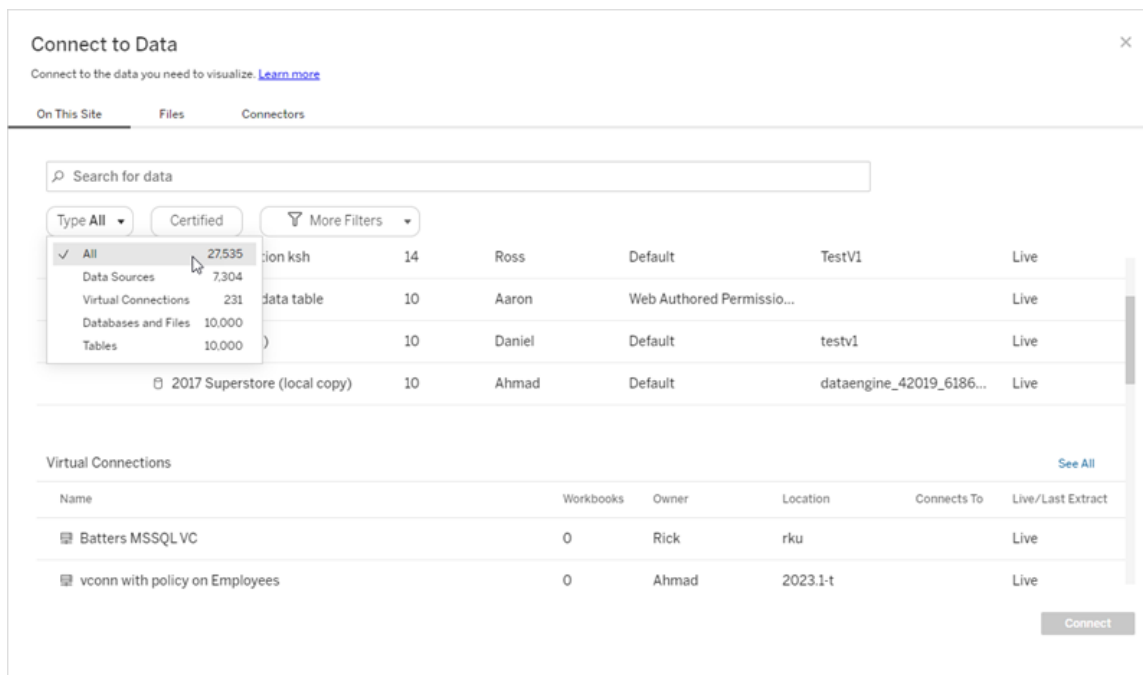 Connect to Data
Connect to the data you need to visualize. Learn more
On This Site Files Connectors
Search for data
Type All Certified More Filters
All 27,535
Data Sources 7,304
Virtual Connections 231
Databases and Files 10,000
Tables 10,000
ion ksh 14 Ross Default TestV1 Live
data table 10 Aaron Web Authored Permissio... Live
) 10 Daniel Default testv1 Live
2017 Superstore (local copy) 10 Ahmad Default dataengine_42019_6186... Live
Virtual Connections See All
Name Workbooks Owner Location Connects To Live/Last Extract
Batters MSSQL VC 0 Rick rku Live
vconn with policy on Employees 0 Ahmad 2023.1-t Live
Connect